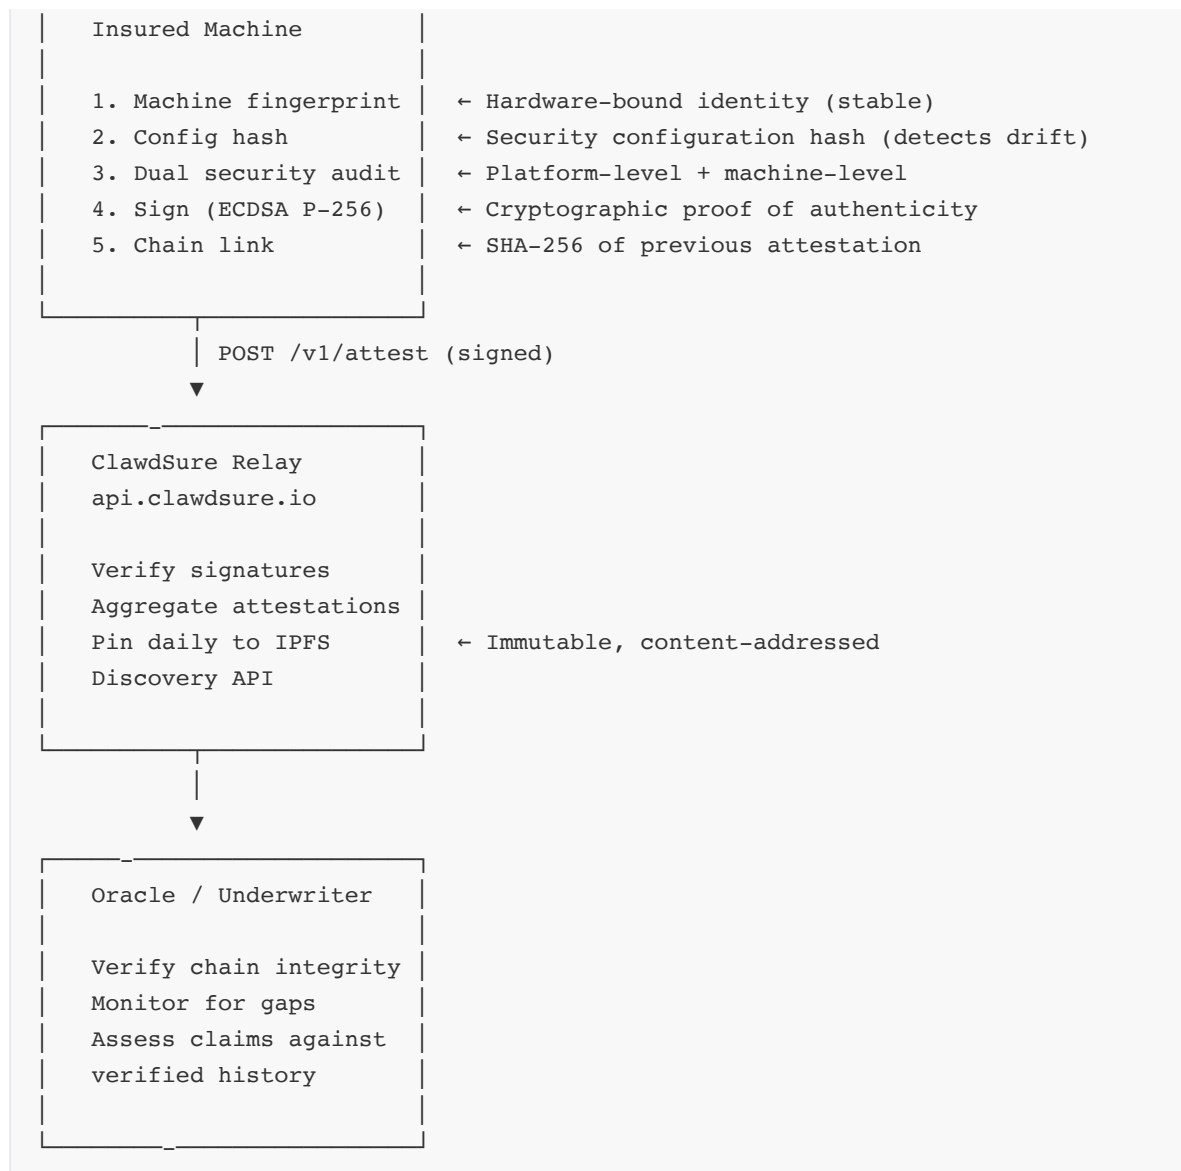 Insured Machine
1. Machine fingerprint ← Hardware-bound identity (stable)
2. Config hash ← Security configuration hash (detects drift)
3. Dual security audit ← Platform-level + machine-level
4. Sign (ECDSA P-256) ← Cryptographic proof of authenticity
5. Chain link ← SHA-256 of previous attestation
POST /v1/attest (signed)
ClawdSure Relay
api.clawdsure.io
Verify signatures
Aggregate attestations
Pin daily to IPFS ← Immutable, content-addressed
Discovery API
Oracle / Underwriter
Verify chain integrity
Monitor for gaps
Assess claims against
verified history